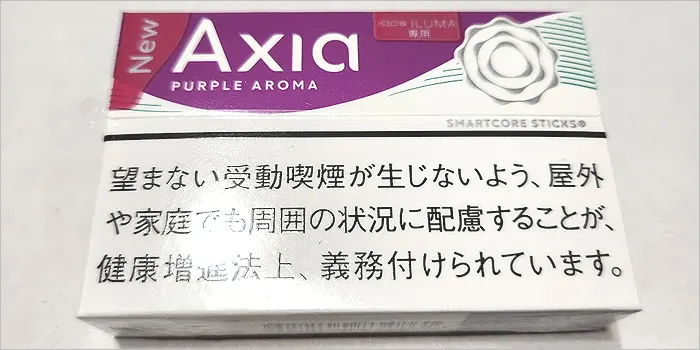 New
Axia
PURPLE AROMA
IQOS ILUMA
専用
SMARTCORE STICKS®
望まない受動喫煙が生じないよう、屋外
や家庭でも周囲の状況に配慮することが、
健康増進法上、義務付けられています。